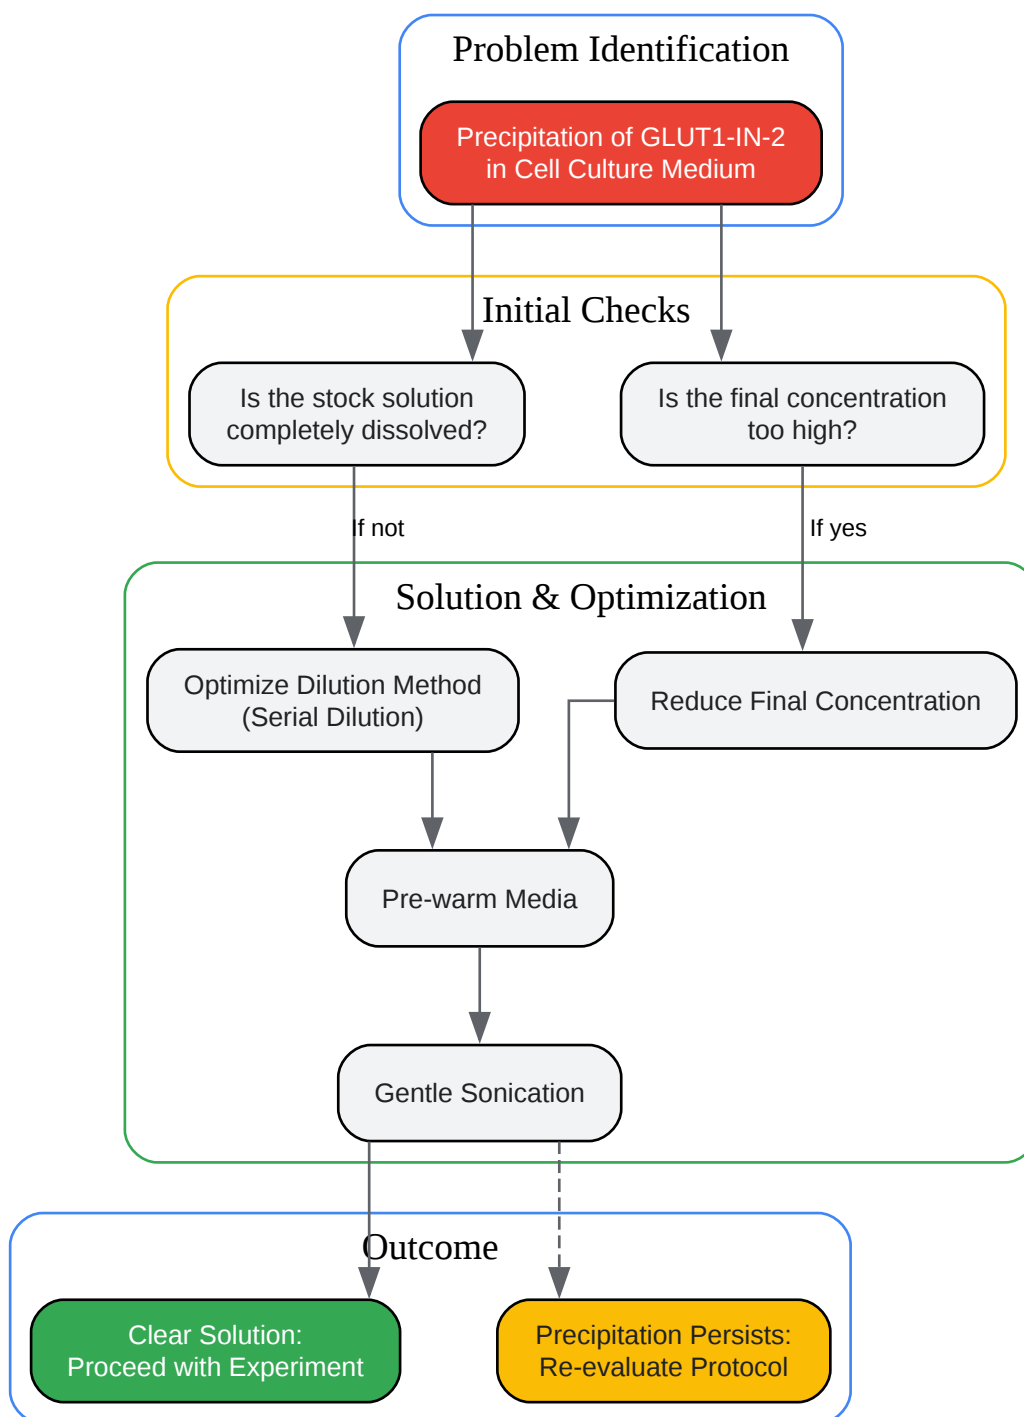 Problem Identification
Precipitation of GLUT1-IN-2
in Cell Culture Medium
Initial Checks
Is the stock solution
completely dissolved?
Is the final concentration
too high?
If not
If yes
Solution & Optimization
Optimize Dilution Method
(Serial Dilution)
Reduce Final Concentration
Pre-warm Media
Gentle Sonication
Outcome
Clear Solution:
Proceed with Experiment
Precipitation Persists:
Re-evaluate Protocol